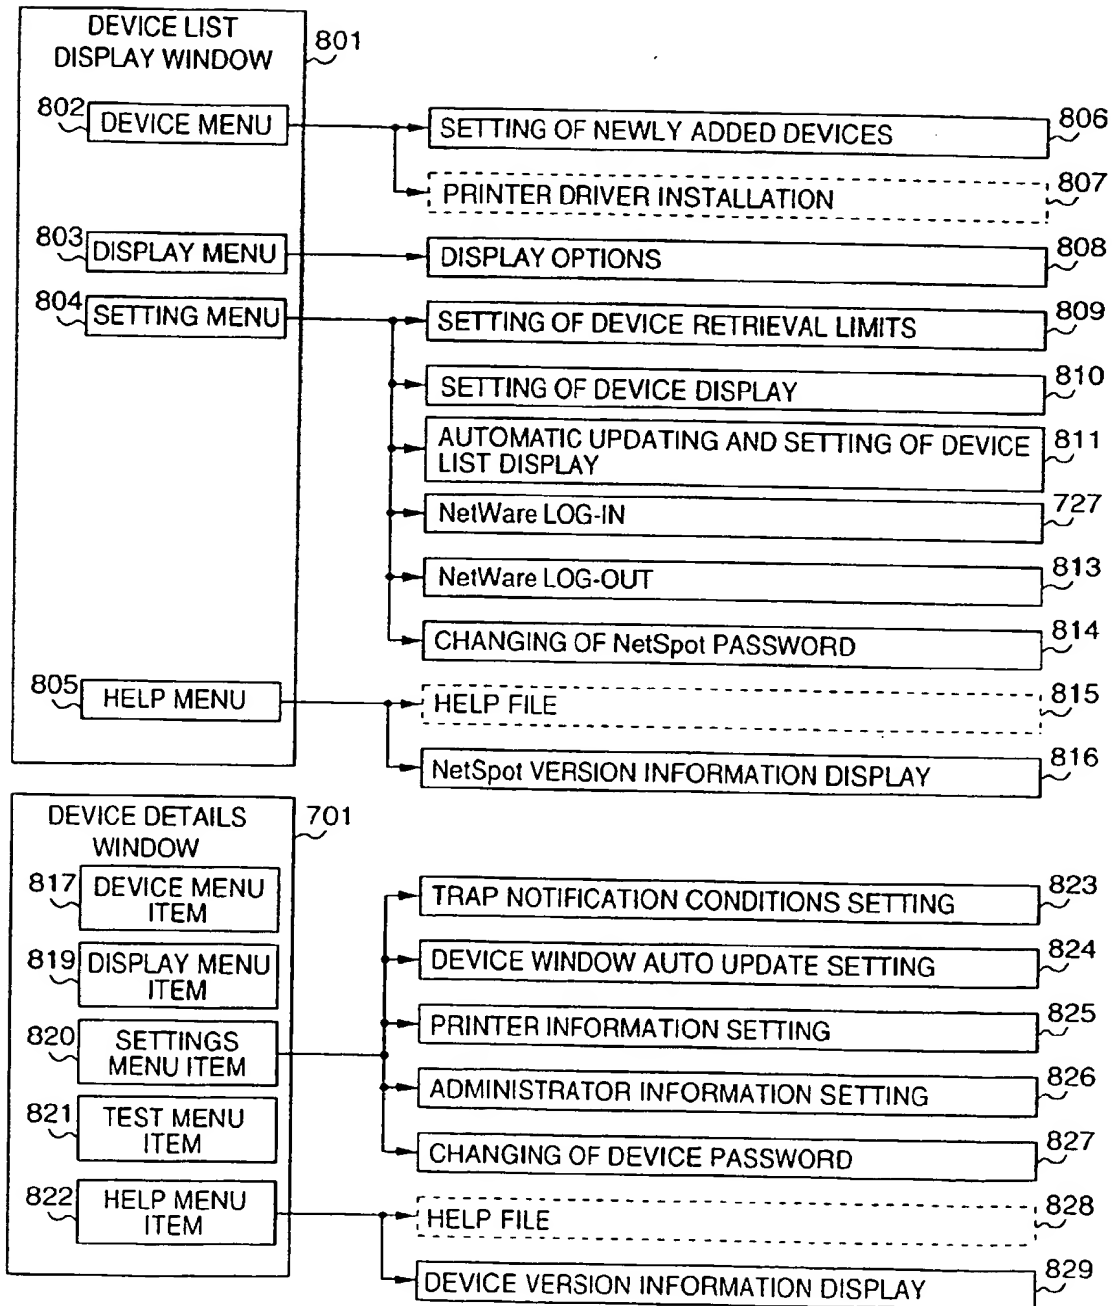 DEVICE LIST
DISPLAY WINDOW
801
802
DEVICE MENU
SETTING OF NEWLY ADDED DEVICES
806
PRINTER DRIVER INSTALLATION
807
803
DISPLAY MENU
DISPLAY OPTIONS
808
804
SETTING MENU
SETTING OF DEVICE RETRIEVAL LIMITS
809
SETTING OF DEVICE DISPLAY
810
AUTOMATIC UPDATING AND SETTING OF DEVICE
LIST DISPLAY
811
NetWare LOG-IN
727
NetWare LOG-OUT
813
CHANGING OF NetSpot PASSWORD
814
805
HELP MENU
HELP FILE
815
NetSpot VERSION INFORMATION DISPLAY
816
DEVICE DETAILS
WINDOW
701
817
DEVICE MENU
ITEM
TRAP NOTIFICATION CONDITIONS SETTING
823
819
DISPLAY MENU
ITEM
DEVICE WINDOW AUTO UPDATE SETTING
824
820
SETTINGS
MENU ITEM
PRINTER INFORMATION SETTING
825
ADMINISTRATOR INFORMATION SETTING
826
821
TEST MENU
ITEM
CHANGING OF DEVICE PASSWORD
827
822
HELP MENU
ITEM
HELP FILE
828
DEVICE VERSION INFORMATION DISPLAY
829